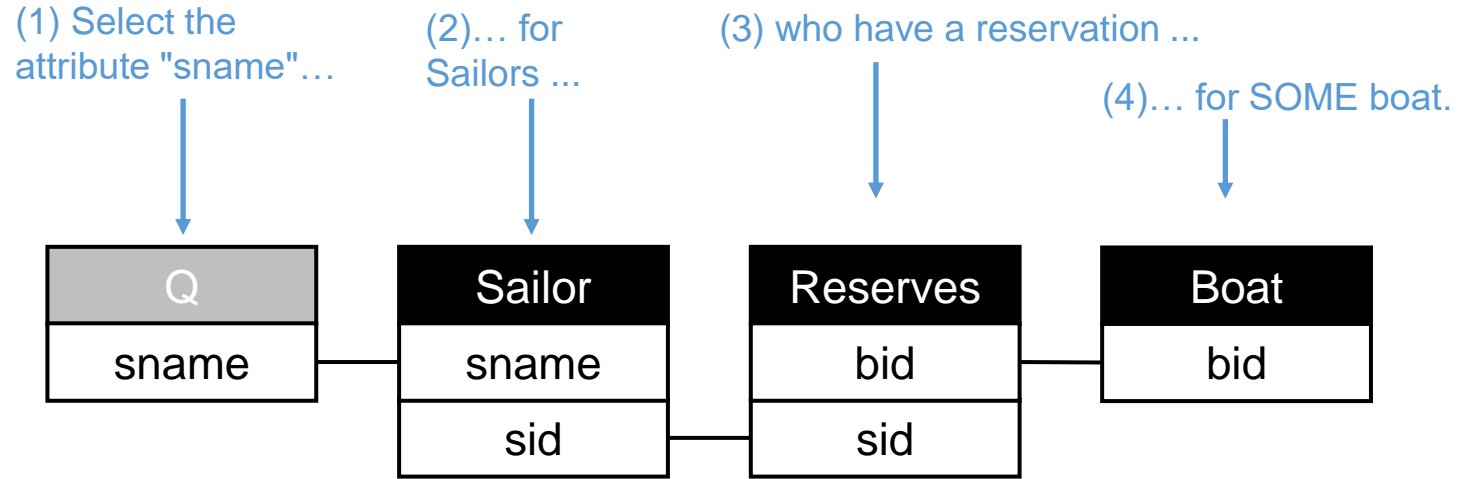 (1) Select the
attribute "sname"…
(2)… for
Sailors ...
(3) who have a reservation ...
(4)… for SOME boat.
Q
sname
Sailor
sname
sid
Reserves
bid
sid
Boat
bid